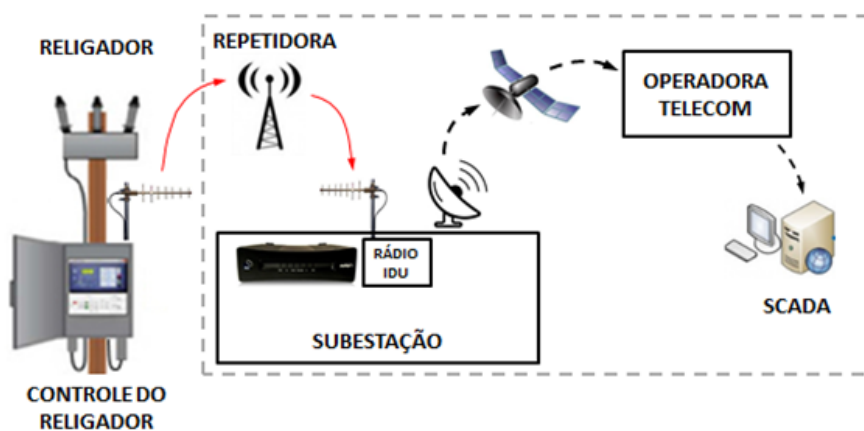 RELIGADOR
REPETIDORA
OPERADORA
TELECOM
RÁDIO
IDU
SUBESTAÇÃO
SCADA
CONTROLE DO
RELIGADOR